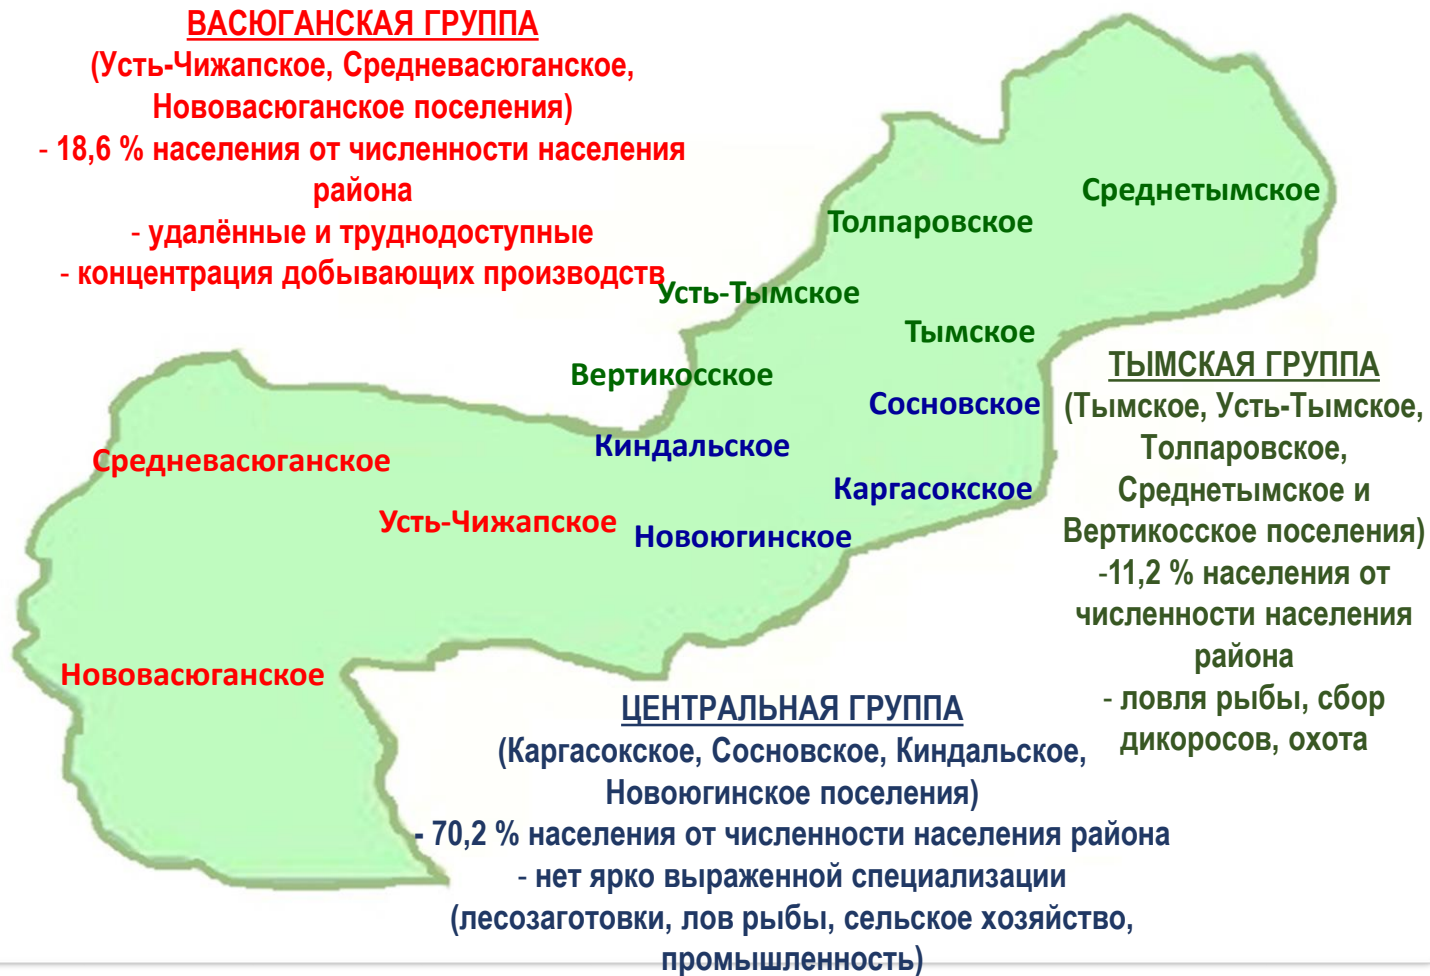 ВАСЮГАНСКАЯ ГРУППА
(Усть-Чижапское, Средневасюганское,
Нововасюганское поселения)
- 18,6 % населения от численности населения
района
- удалённые и труднодоступные
- концентрация добывающих производств
Среднетымское
Толпаровское
Усть-Тымское
Тымское
Вертикосское
Сосновское
Киндальское
Средневасюганское
Каргасокское
Усть-Чижапское
Новоюгинское
Нововасюганское
ТЫМСКАЯ ГРУППА
(Тымское, Усть-Тымское,
Толпаровское,
Среднетымское и
Вертикосское поселения)
-11,2 % населения от
численности населения
района
- ловля рыбы, сбор
дикоросов, охота
ЦЕНТРАЛЬНАЯ ГРУППА
(Каргасокское, Сосновское, Киндальское,
Новоюгинское поселения)
- 70,2 % населения от численности населения района
- нет ярко выраженной специализации
(лесозаготовки, лов рыбы, сельское хозяйство,
промышленность)